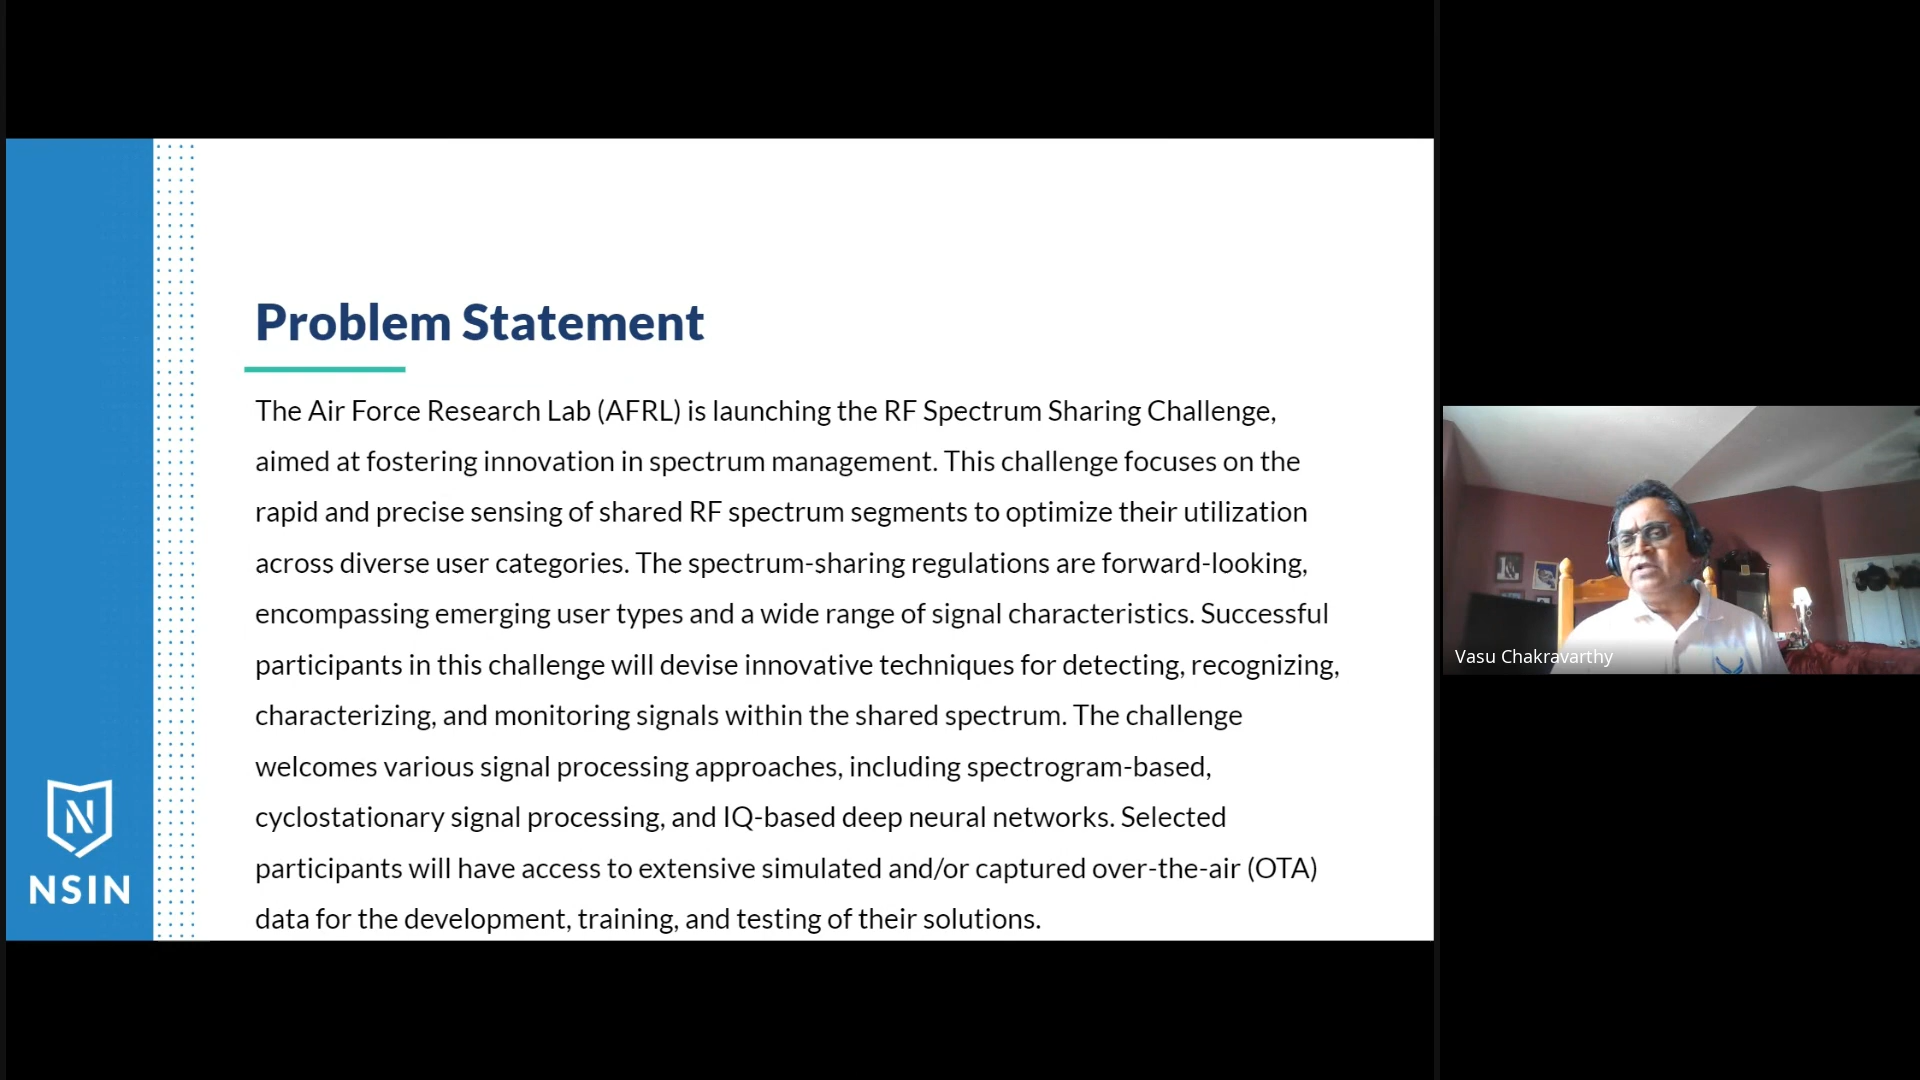 Problem Statement
The Air Force Research Lab (AFRL) is launching the RF Spectrum Sharing Challenge,
aimed at fostering innovation in spectrum management. This challenge focuses on the
rapid and precise sensing of shared RF spectrum segments to optimize their utilization
across diverse user categories. The spectrum-sharing regulations are forward-looking,
encompassing emerging user types and a wide range of signal characteristics. Successful
participants in this challenge will devise innovative techniques for detecting, recognizing,
characterizing, and monitoring signals within the shared spectrum. The challenge
welcomes various signal processing approaches, including spectrogram-based,
cyclostationary signal processing, and IQ-based deep neural networks. Selected
participants will have access to extensive simulated and/or captured over-the-air (OTA)
data for the development, training, and testing of their solutions.
N
NSIN
Vasu Chakravarthy